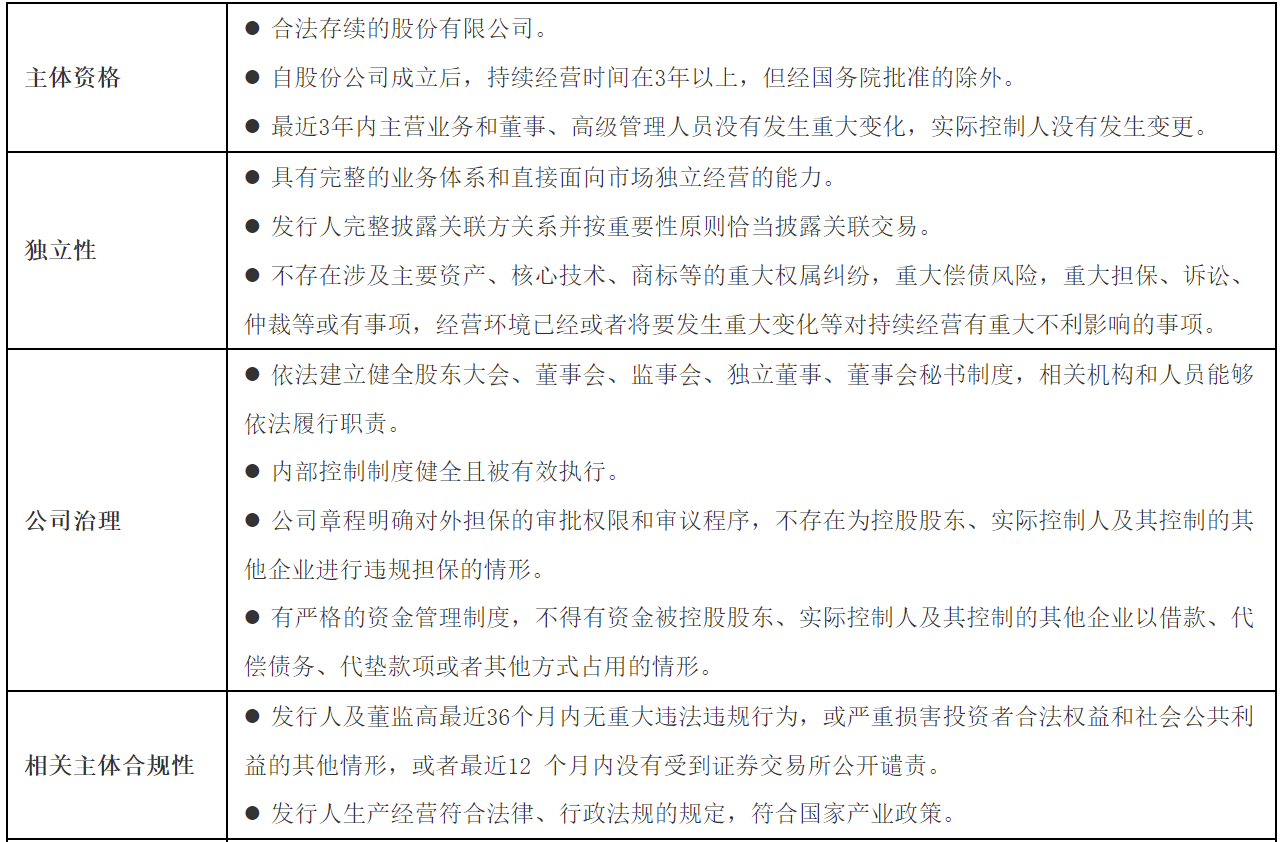 主体资格
● 合法存续的股份有限公司。
● 自股份公司成立后，持续经营时间在3年以上，但经国务院批准的除外。
● 最近3年内主营业务和董事、高级管理人员没有发生重大变化，实际控制人没有发生变更。
独立性
● 具有完整的业务体系和直接面向市场独立经营的能力。
● 发行人完整披露关联方关系并按重要性原则恰当披露关联交易。
● 不存在涉及主要资产、核心技术、商标等的重大权属纠纷，重大偿债风险，重大担保、诉讼、
仲裁等或有事项，经营环境已经或者将要发生重大变化等对持续经营有重大不利影响的事项。
公司治理
● 依法建立健全股东大会、董事会、监事会、独立董事、董事会秘书制度，相关机构和人员能够
依法履行职责。
● 内部控制制度健全且被有效执行。
● 公司章程明确对外担保的审批权限和审议程序，不存在为控股股东、实际控制人及其控制的其
他企业进行违规担保的情形。
● 有严格的资金管理制度，不得有资金被控股股东、实际控制人及其控制的其他企业以借款、代
偿债务、代垫款项或者其他方式占用的情形。
相关主体合规性
● 发行人及董监高最近36个月内无重大违法违规行为，或严重损害投资者合法权益和社会公共利
益的其他情形，或者最近12 个月内没有受到证券交易所公开谴责。
● 发行人生产经营符合法律、行政法规的规定，符合国家产业政策。